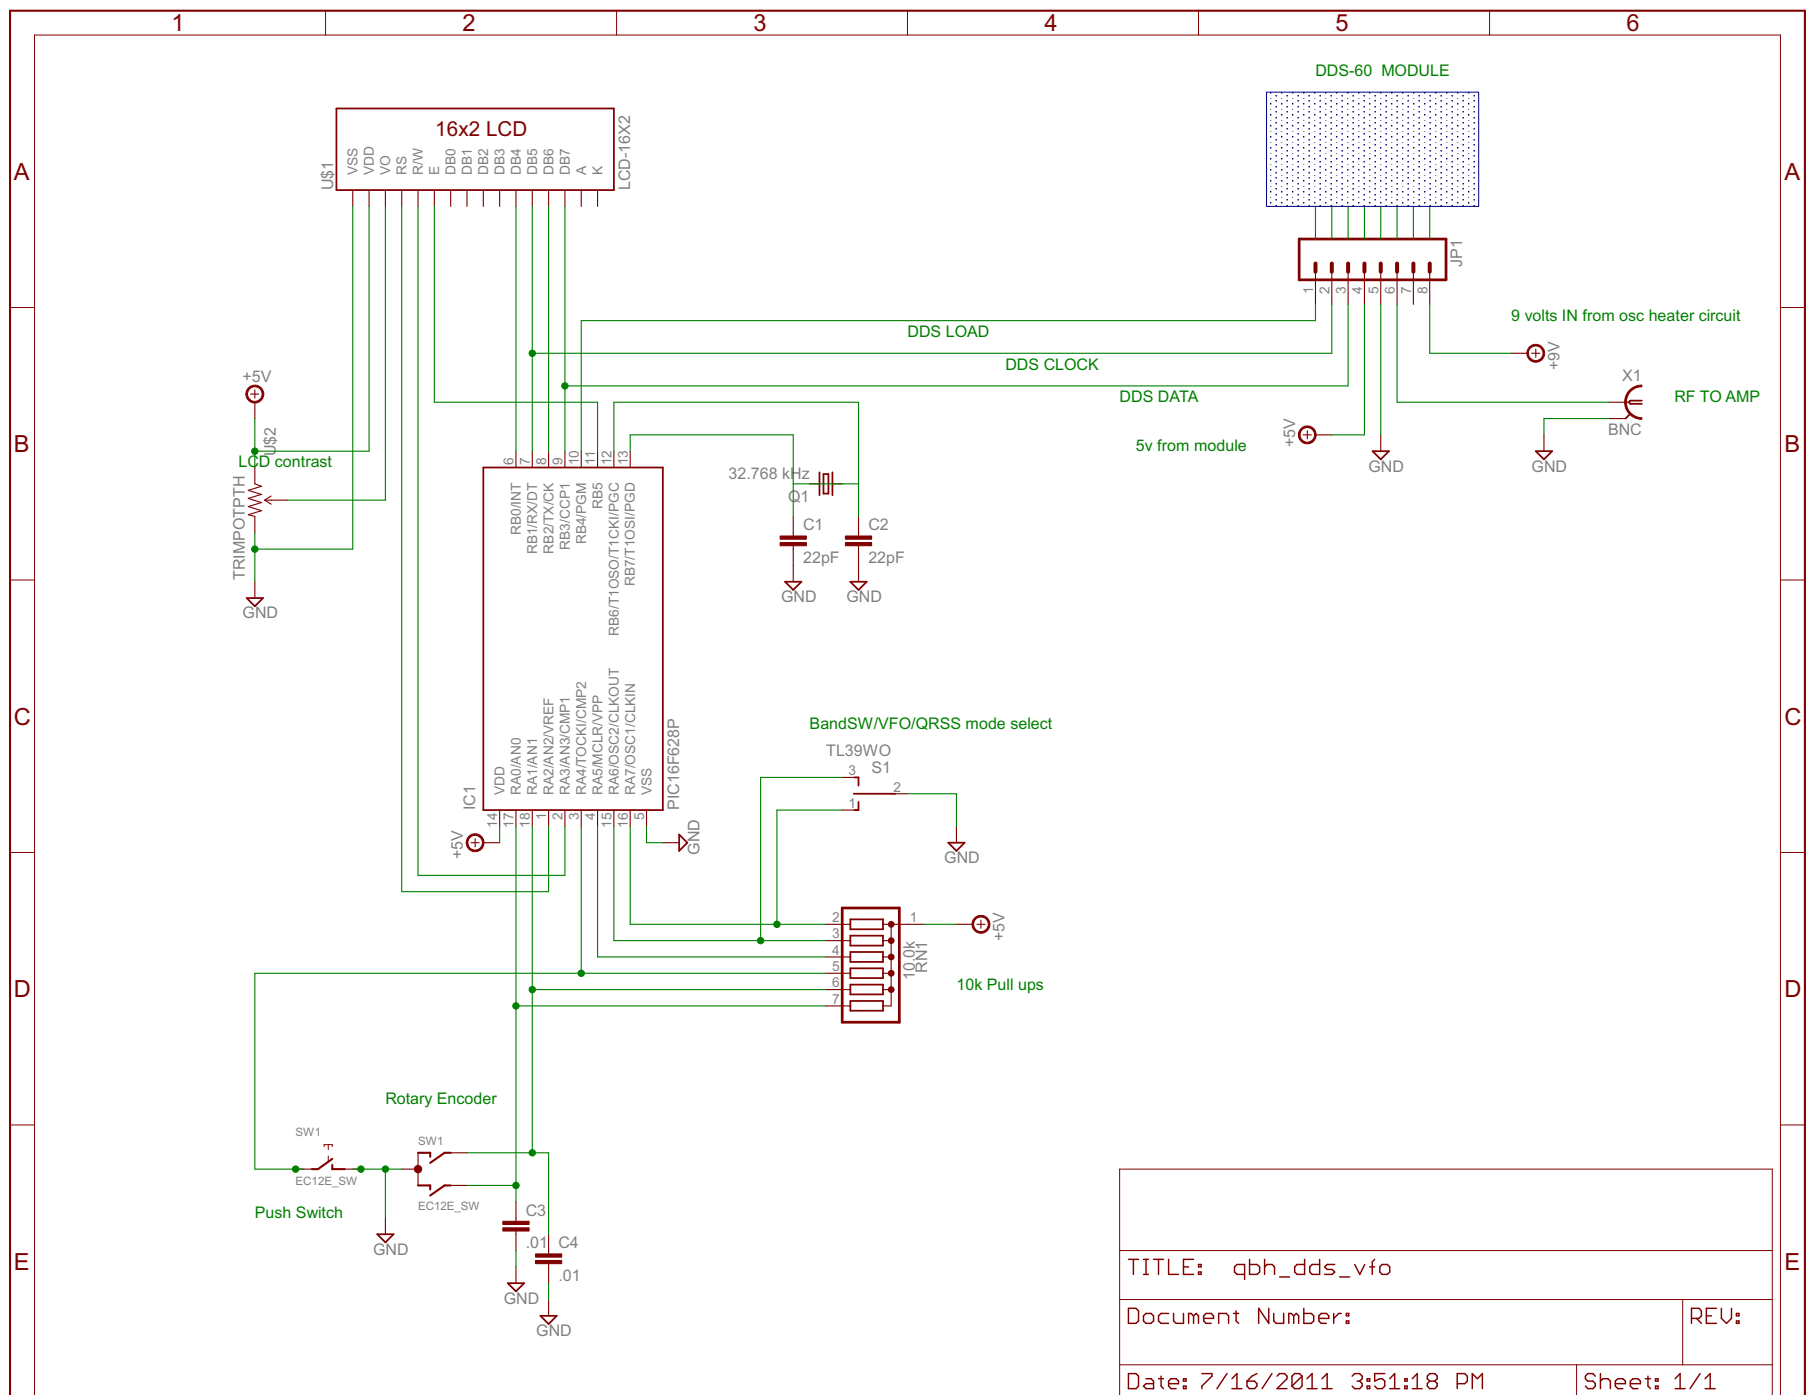 1 2 3 4 5 6
A
B
C
D
E
A
B
C
D
E
DDS-60 MODULE
16x2 LCD
U$1
LCD-16X2
VSS
VDD
VO
RS
R/W
E
DB0
DB1
DB2
DB3
DB4
DB5
DB6
DB7
A
K
JP1
1 2 3 4 5 6 7 8
DDS LOAD
DDS CLOCK
DDS DATA
9 volts IN from osc heater circuit
+9V
X1
RF TO AMP
BNC
GND
+5V
5v from module
GND
+5V
U$2
LCD contrast
TRIMPOTPTH
GND
6 7 8 9 10 11 12 13
RB0/INT
RB1/RX/DT
RB2/TX/CK
RB3/CCP1
RB4/PGM
RB5
RB6/T1OSO/T1CKI/PGC
RB7/T1OSI/PGD
32.768 kHz
Q1
C1
22pF
GND
C2
22pF
GND
VDD
RA0/AN0
RA1/AN1
RA2/AN2/VREF
RA3/AN3/CMP1
RA4/TOCKI/CMP2
RA5/MCLR/VPP
RA6/OSC2/CLKOUT
RA7/OSC1/CLKIN
VSS
IC1
PIC16F628P
14 17 18 1 2 3 4 15 16 5
+5V
GND
BandSW/VFO/QRSS mode select
TL39WO
S1
3
2
1
GND
2
3
4
5
6
7
1
+5V
10.0k
RN1
10k Pull ups
Rotary Encoder
SW1
EC12E_SW
Push Switch
SW1
EC12E_SW
GND
C3
.01
GND
C4
.01
GND
TITLE: qbh_dds_vfo
Document Number:
REV:
Date: 7/16/2011 3:51:18 PM
Sheet: 1/1